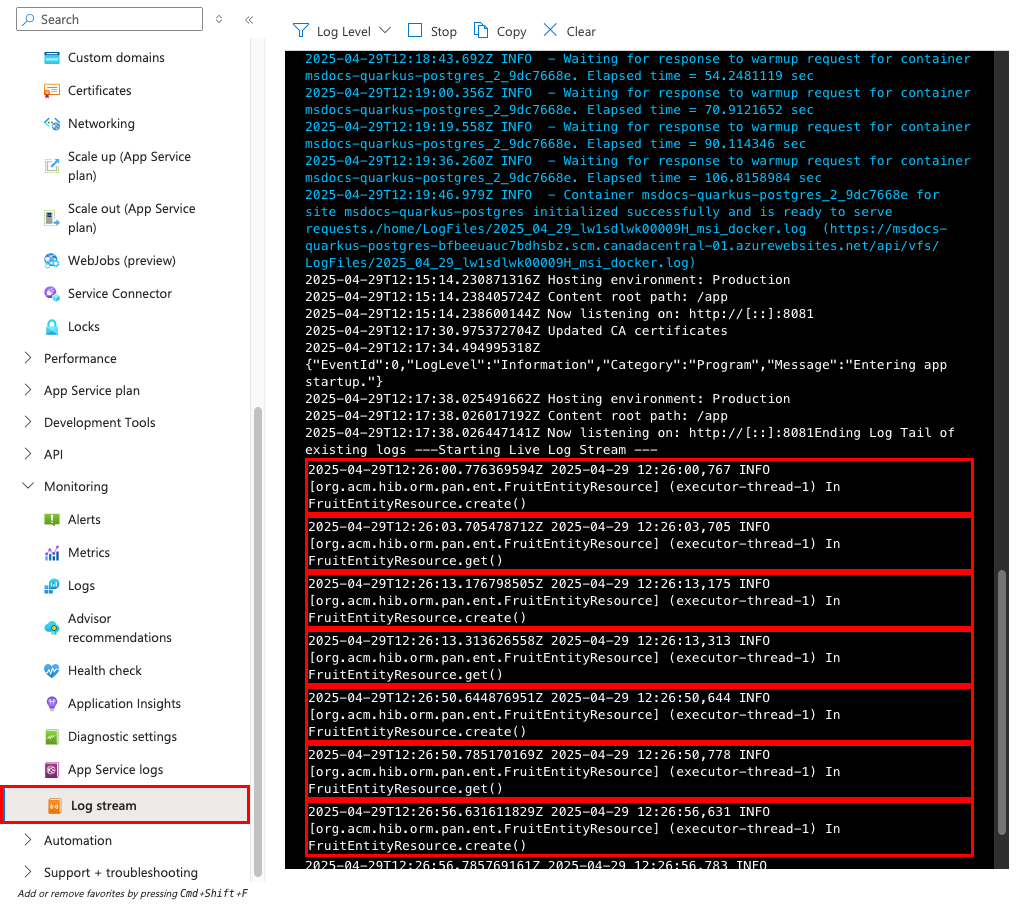 Search
Custom domains
Certificates
Networking
Scale up (App Service
plan)
Scale out (App Service
plan)
WebJobs (preview)
Service Connector
Locks
Performance
App Service plan
Development Tools
API
Monitoring
Alerts
Metrics
Logs
Advisor
recommendations
Health check
Application Insights
Diagnostic settings
App Service logs
Log stream
Automation
Support + troubleshooting
Add or remove favorites by pressing Cmd+Shift+F
Log Level Stop Copy Clear
2025-04-29T12:18:43.692Z INFO  - Waiting for response to warmup request for container
msdocs-quarkus-postgres_2_9dc7668e. Elapsed time = 54.2481119 sec
2025-04-29T12:19:00.356Z INFO  - Waiting for response to warmup request for container
msdocs-quarkus-postgres_2_9dc7668e. Elapsed time = 70.9121652 sec
2025-04-29T12:19:19.558Z INFO  - Waiting for response to warmup request for container
msdocs-quarkus-postgres_2_9dc7668e. Elapsed time = 90.114346 sec
2025-04-29T12:19:36.260Z INFO  - Waiting for response to warmup request for container
msdocs-quarkus-postgres_2_9dc7668e. Elapsed time = 106.8158984 sec
2025-04-29T12:19:46.979Z INFO  - Container msdocs-quarkus-postgres_2_9dc7668e for
site msdocs-quarkus-postgres initialized successfully and is ready to serve
requests./home/LogFiles/2025_04_29_lw1sdlwk00009H_msi_docker.log  (https://msdocs-
quarkus-postgres-bfbeeuauc7bdhsbz.scm.canadacentral-01.azurewebsites.net/api/vfs/
LogFiles/2025_04_29_lw1sdlwk00009H_msi_docker.log)
2025-04-29T12:15:14.230871316Z Hosting environment: Production
2025-04-29T12:15:14.238405724Z Content root path: /app
2025-04-29T12:15:14.238600144Z Now listening on: http://[::]:8081
2025-04-29T12:17:30.975372704Z Updated CA certificates
2025-04-29T12:17:34.494995318Z
{"EventId":0,"LogLevel":"Information","Category":"Program","Message":"Entering app
startup."}
2025-04-29T12:17:38.025491662Z Hosting environment: Production
2025-04-29T12:17:38.026017192Z Content root path: /app
2025-04-29T12:17:38.026447141Z Now listening on: http://[::]:8081Ending Log Tail of
existing logs ---Starting Live Log Stream ---
2025-04-29T12:26:00.776369594Z 2025-04-29 12:26:00,767 INFO
[org.acm.hib.orm.pan.ent.FruitEntityResource] (executor-thread-1) In
FruitEntityResource.create()
2025-04-29T12:26:03.705478712Z 2025-04-29 12:26:03,705 INFO
[org.acm.hib.orm.pan.ent.FruitEntityResource] (executor-thread-1) In
FruitEntityResource.get()
2025-04-29T12:26:13.176798505Z 2025-04-29 12:26:13,175 INFO
[org.acm.hib.orm.pan.ent.FruitEntityResource] (executor-thread-1) In
FruitEntityResource.create()
2025-04-29T12:26:13.313626558Z 2025-04-29 12:26:13,313 INFO
[org.acm.hib.orm.pan.ent.FruitEntityResource] (executor-thread-1) In
FruitEntityResource.get()
2025-04-29T12:26:50.644876951Z 2025-04-29 12:26:50,644 INFO
[org.acm.hib.orm.pan.ent.FruitEntityResource] (executor-thread-1) In
FruitEntityResource.create()
2025-04-29T12:26:50.785170169Z 2025-04-29 12:26:50,778 INFO
[org.acm.hib.orm.pan.ent.FruitEntityResource] (executor-thread-1) In
FruitEntityResource.get()
2025-04-29T12:26:56.631611829Z 2025-04-29 12:26:56,631 INFO
[org.acm.hib.orm.pan.ent.FruitEntityResource] (executor-thread-1) In
FruitEntityResource.create()
2025-04-29T12:26:56.785769161Z 2025-04-29 12:26:56,783 INFO